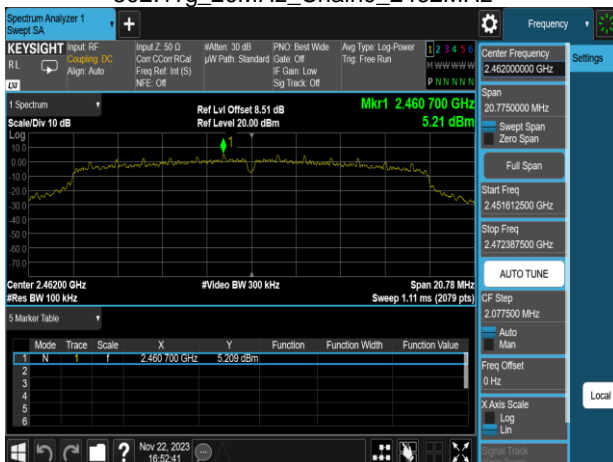 Spectrum Analyzer 1
Swept SA
Frequency
KEYSIGHT
RL
Input: RF
Coupling: DC
Align: Auto
Input Z: 50 Ω
Corr CCorr RCal
Freq Ref: Int (S)
NFE: Off
#Atten: 30 dB
µW Path: Standard
PNO: Best Wide
Gate: Off
IF Gain: Low
Sig Track: Off
Avg Type: Log-Power
Trig: Free Run
1 2 3 4 5 6
M W W W W W
P N N N N N
Center Frequency
2.462000000 GHz
Settings
Span
20.7750000 MHz
Swept Span
Zero Span
Full Span
Start Freq
2.451612500 GHz
Stop Freq
2.472387500 GHz
AUTO TUNE
CF Step
2.077500 MHz
Auto
Man
Freq Offset
0 Hz
X Axis Scale
Log
Lin
Signal Track
Local
1 Spectrum
Scale/Div 10 dB
Ref Lvl Offset 8.51 dB
Ref Level 20.00 dBm
Mkr1 2.460 700 GHz
5.21 dBm
Log
1
10.0
0.00
-10.0
-20.0
-30.0
-40.0
-50.0
-60.0
-70.0
Center 2.46200 GHz
#Res BW 100 kHz
#Video BW 300 kHz
Span 20.78 MHz
Sweep 1.11 ms (2079 pts)
5 Marker Table
Mode Trace Scale X Y Function Function Width Function Value
1 N 1 f 2.460 700 GHz 5.209 dBm
2
3
4
5
6
Nov 22, 2023
16:52:41